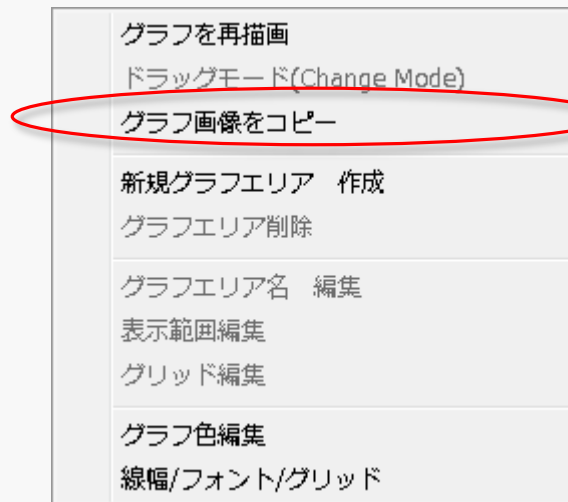 グラフを再描画
ドラッグモード(Change Mode)
グラフ画像をコピー
新規グラフエリア　作成
グラフエリア削除
グラフエリア名　編集
表示範囲編集
グリッド編集
グラフ色編集
線幅/フォント/グリッド